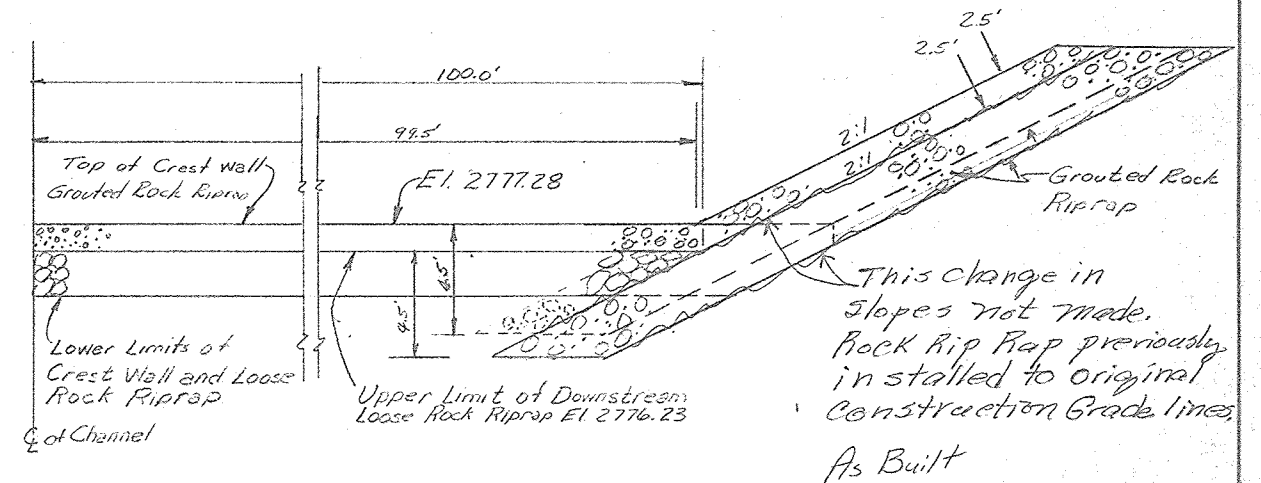 2.5'
2.5'
100.0'
99.5'
2:1
2:1
Top of Crest Wall
Grouted Rock Riprap
El. 2777.28
Grouted Rock
Riprap
4.5'
This change in
slopes not made.
Rock Rip Rap previously
installed to original
Construction Grade lines.
As Built
Lower Limits of
Crest Wall and Loose
Rock Riprap
Upper Limit of Downstream
Loose Rock Riprap El. 2776.23
℄ of Channel